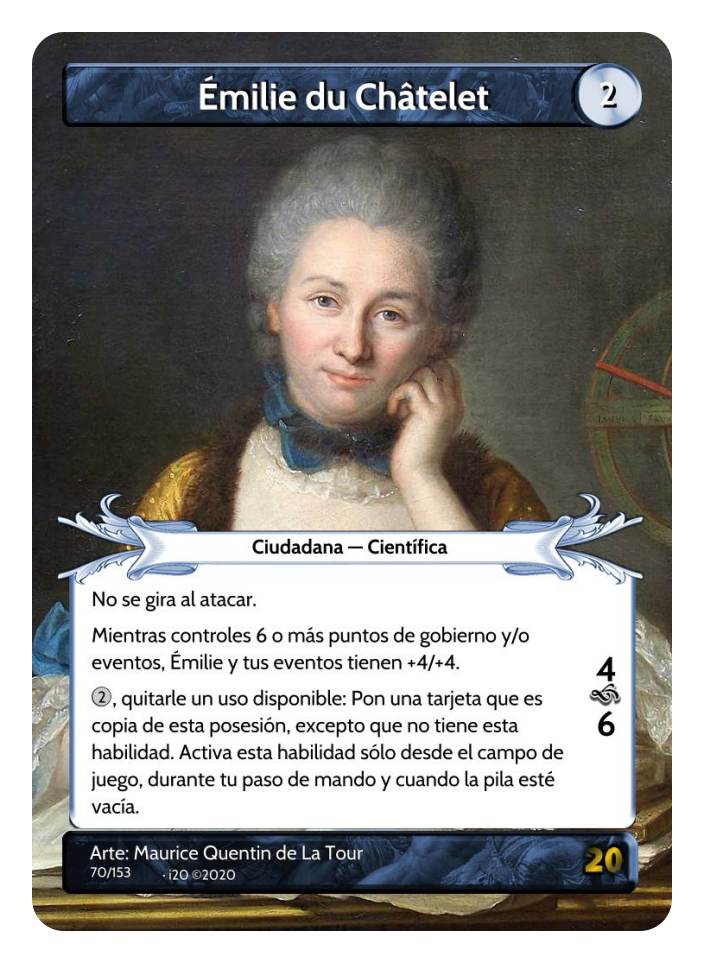 Émilie du Châtelet
2
Ciudadana — Científica
No se gira al atacar.
Mientras controles 6 o más puntos de gobierno y/o
eventos, Émilie y tus eventos tienen +4/+4.
②, quitarle un uso disponible: Pon una tarjeta que es
copia de esta posesión, excepto que no tiene esta
habilidad. Activa esta habilidad sólo desde el campo de
juego, durante tu paso de mando y cuando la pila esté
vacía.
4
6
Arte: Maurice Quentin de La Tour
70/153 · i20 ©2020
20